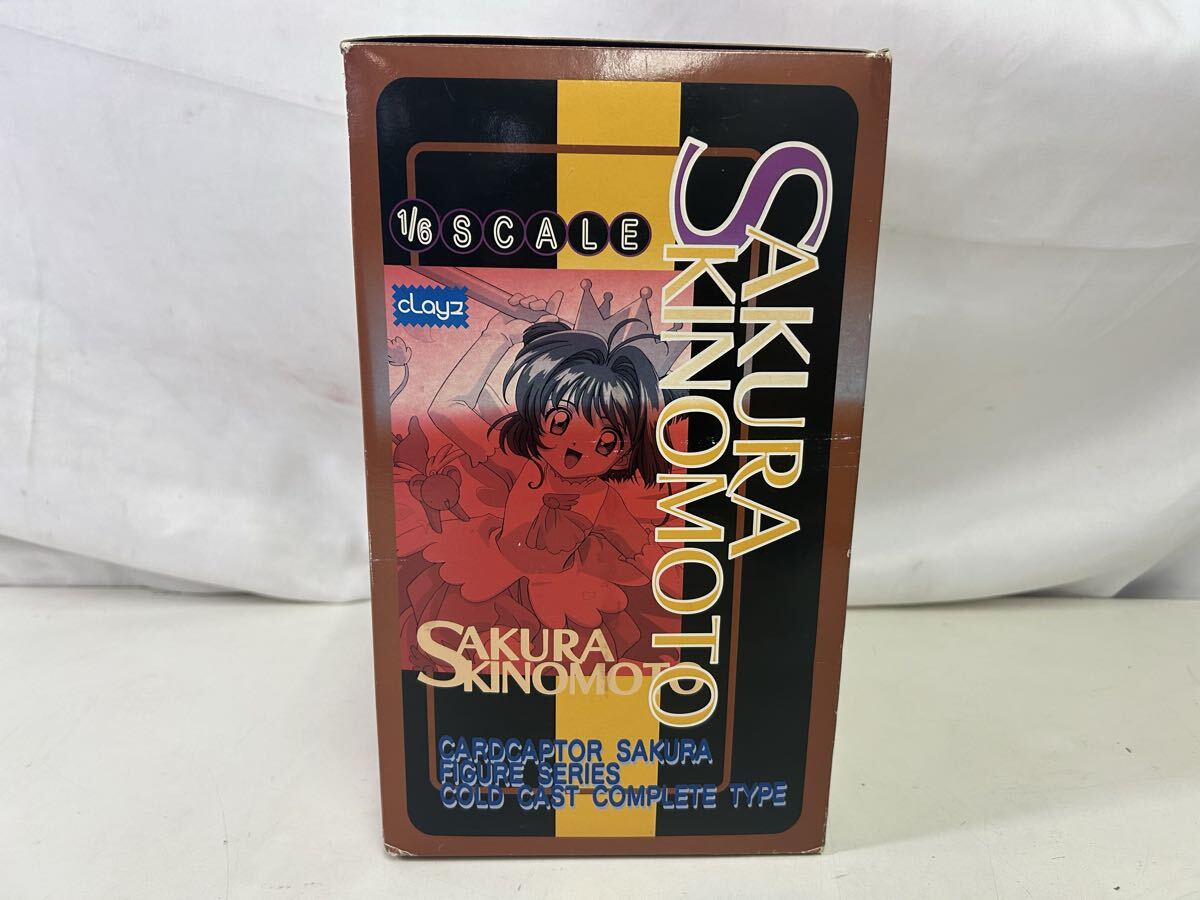 1/6 SCALE
clayz
SAKURA
KINOMOTO
SAKURA
KINOMOTO
CARDCAPTOR SAKURA
FIGURE SERIES
COLD CAST COMPLETE TYPE